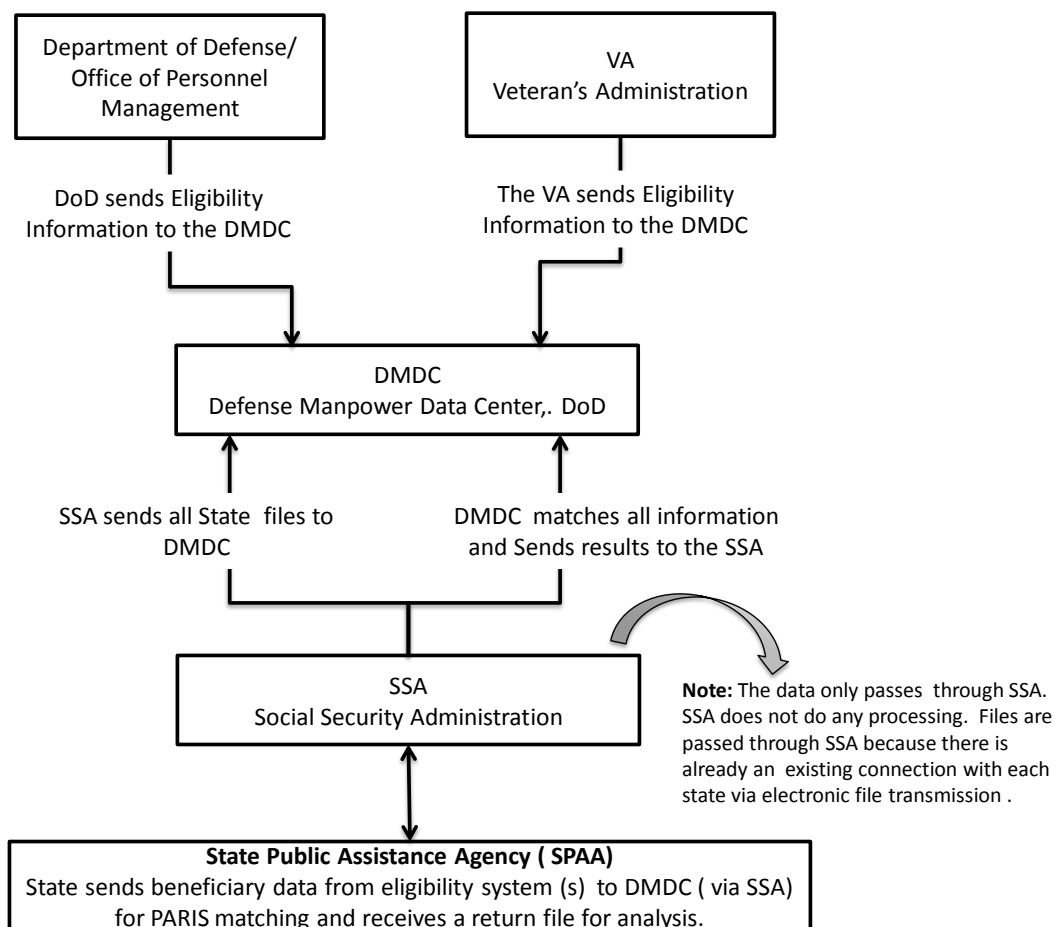 Department of Defense/
Office of Personnel
Management
VA
Veteran’s Administration
DoD sends Eligibility
Information to the DMDC
The VA sends Eligibility
Information to the DMDC
DMDC
Defense Manpower Data Center,. DoD
SSA sends all State files to
DMDC
DMDC matches all information
and Sends results to the SSA
SSA
Social Security Administration
Note: The data only passes through SSA.
SSA does not do any processing. Files are
passed through SSA because there is
already an existing connection with each
state via electronic file transmission .
State Public Assistance Agency ( SPAA)
State sends beneficiary data from eligibility system (s) to DMDC ( via SSA)
for PARIS matching and receives a return file for analysis.